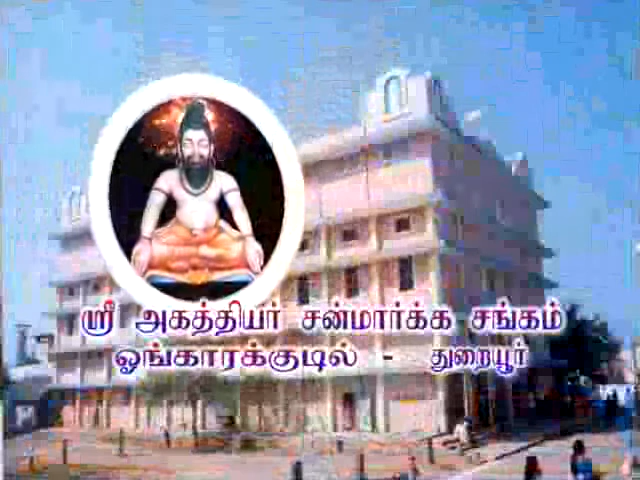 ஸ்ரீ அகத்தியர் சன்மார்க்க சங்கம்
ஓங்காரக்குடில் - துறையூர்